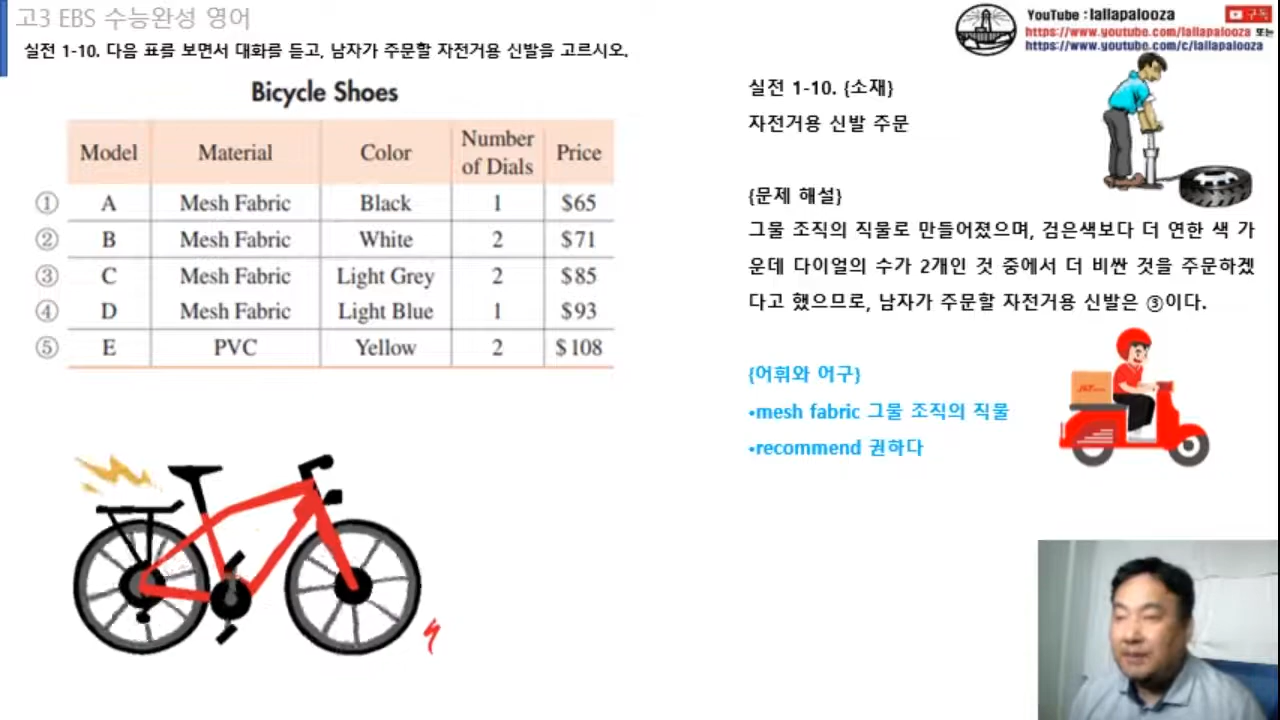 고3 EBS 수능완성 영어
실전 1-10. 다음 표를 보면서 대화를 듣고, 남자가 주문할 자전거용 신발을 고르시오.
YouTube : lallapalooza
구독
https://www.youtube.com/lallapalooza 또는
https://www.youtube.com/c/lallapalooza
Bicycle Shoes
Model Material Color Number of Dials Price
① A Mesh Fabric Black 1 $65
② B Mesh Fabric White 2 $71
③ C Mesh Fabric Light Grey 2 $85
④ D Mesh Fabric Light Blue 1 $93
⑤ E PVC Yellow 2 $108
실전 1-10. {소재}
자전거용 신발 주문
{문제 해설}
그물 조직의 직물로 만들어졌으며, 검은색보다 더 연한 색 가
운데 다이얼의 수가 2개인 것 중에서 더 비싼 것을 주문하겠
다고 했으므로, 남자가 주문할 자전거용 신발은 ③이다.
{어휘와 어구}
•mesh fabric 그물 조직의 직물
•recommend 권하다